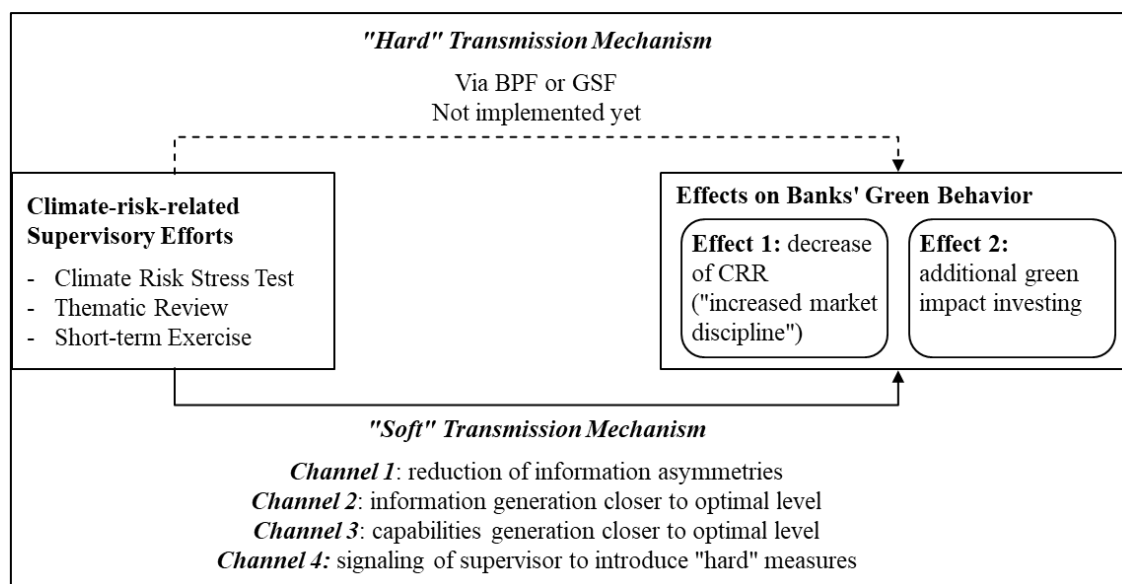 "Hard" Transmission Mechanism
Via BPF or GSF
Not implemented yet
Climate-risk-related
Supervisory Efforts
- Climate Risk Stress Test
- Thematic Review
- Short-term Exercise
Effects on Banks' Green Behavior
Effect 1: decrease
of CRR
("increased market
discipline")
Effect 2:
additional green
impact investing
"Soft" Transmission Mechanism
Channel 1: reduction of information asymmetries
Channel 2: information generation closer to optimal level
Channel 3: capabilities generation closer to optimal level
Channel 4: signaling of supervisor to introduce "hard" measures